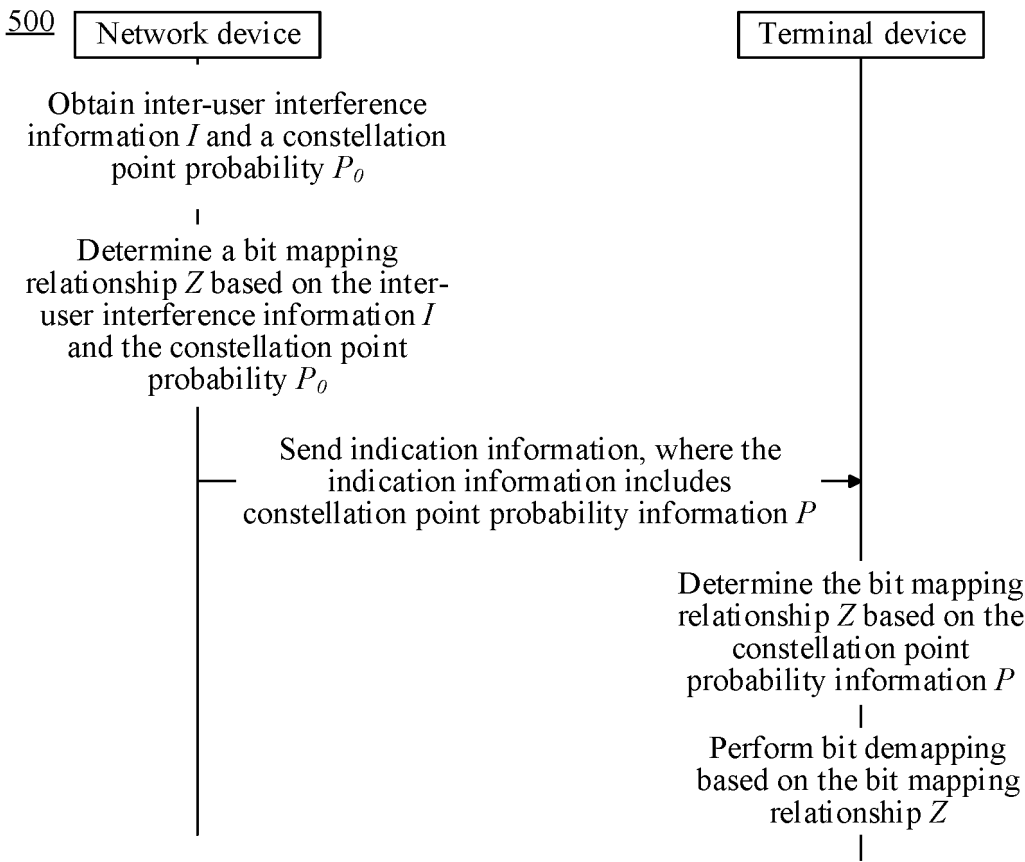 500
Network device
Terminal device
Obtain inter-user interference
information I and a constellation
point probability P₀
Determine a bit mapping
relationship Z based on the inter-
user interference information I
and the constellation point
probability P₀
Send indication information, where the
indication information includes
constellation point probability information P
Determine the bit mapping
relationship Z based on the
constellation point
probability information P
Perform bit demapping
based on the bit mapping
relationship Z